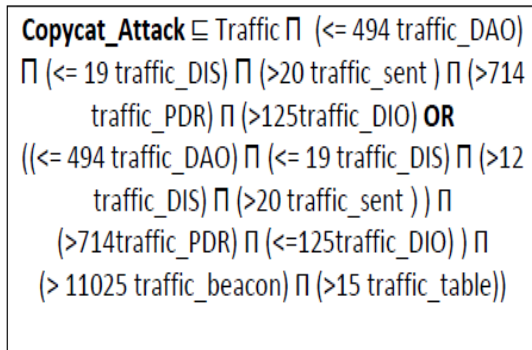 Copycat_Attack ⊑ Traffic Π (<= 494 traffic_DAO)
Π (<= 19 traffic_DIS) Π (>20 traffic_sent ) Π (>714
traffic_PDR) Π (>125traffic_DIO) OR
((<= 494 traffic_DAO) Π (<= 19 traffic_DIS) Π (>12
traffic_DIS) Π (>20 traffic_sent ) ) Π
(>714traffic_PDR) Π (<=125traffic_DIO) ) Π
(> 11025 traffic_beacon) Π (>15 traffic_table))